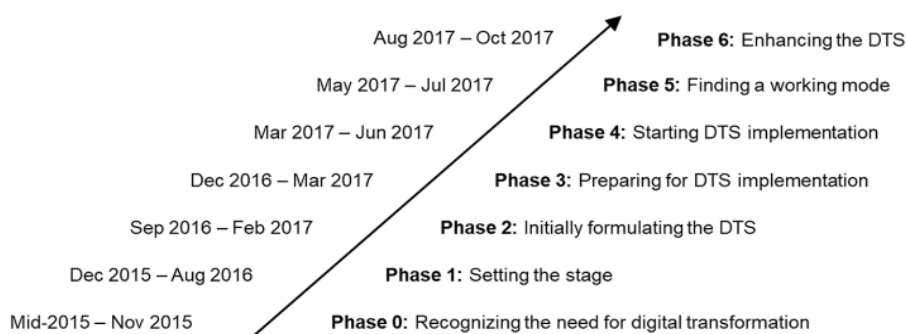 Aug 2017 – Oct 2017 Phase 6: Enhancing the DTS
May 2017 – Jul 2017 Phase 5: Finding a working mode
Mar 2017 – Jun 2017 Phase 4: Starting DTS implementation
Dec 2016 – Mar 2017 Phase 3: Preparing for DTS implementation
Sep 2016 – Feb 2017 Phase 2: Initially formulating the DTS
Dec 2015 – Aug 2016 Phase 1: Setting the stage
Mid-2015 – Nov 2015 Phase 0: Recognizing the need for digital transformation